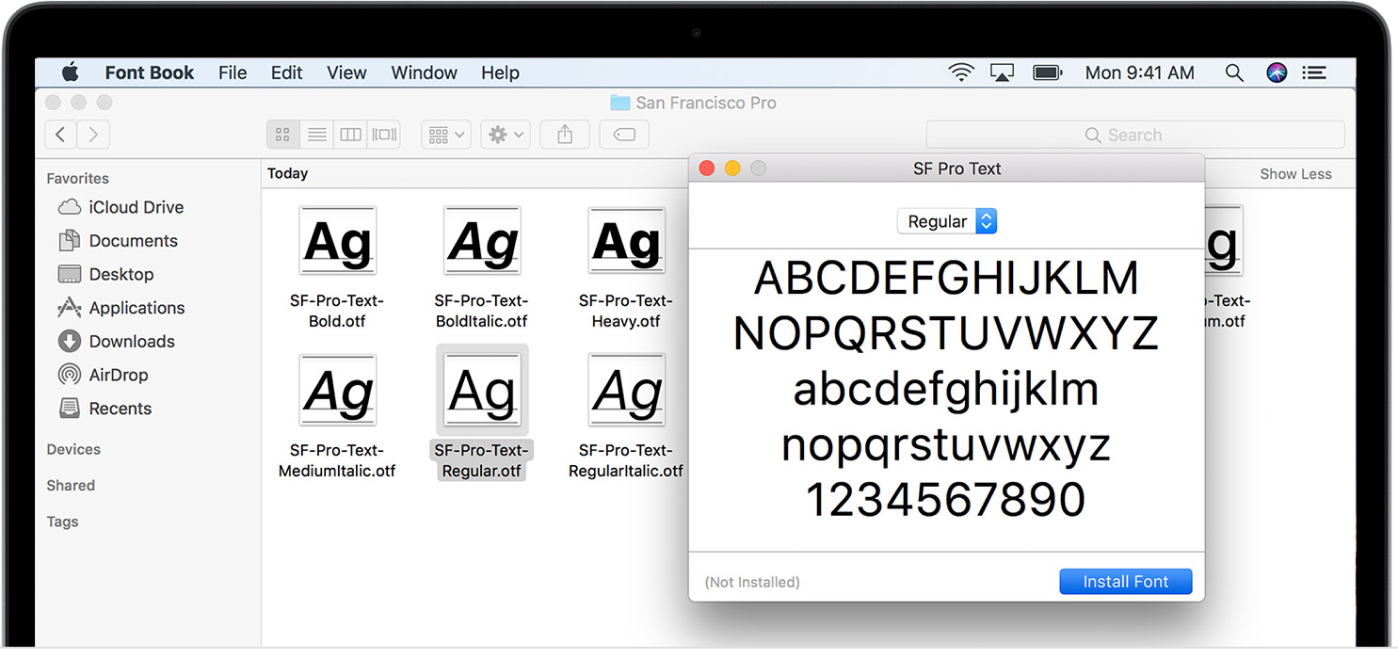 Font Book File Edit View Window Help Mon 9:41 AM
San Francisco Pro
Search
Favorites
iCloud Drive
Documents
Desktop
Applications
Downloads
AirDrop
Recents
Devices
Shared
Tags
Today
Show Less
Ag
SF-Pro-Text-
Bold.otf
Ag
SF-Pro-Text-
BoldItalic.otf
Ag
SF-Pro-Text-
Heavy.otf
g
-Text-
um.otf
Ag
SF-Pro-Text-
MediumItalic.otf
Ag
SF-Pro-Text-
Regular.otf
Ag
SF-Pro-Text-
RegularItalic.otf
SF Pro Text
Regular
ABCDEFGHIJKLM
NOPQRSTUVWXYZ
abcdefghijklm
nopqrstuvwxyz
1234567890
(Not Installed)
Install Font